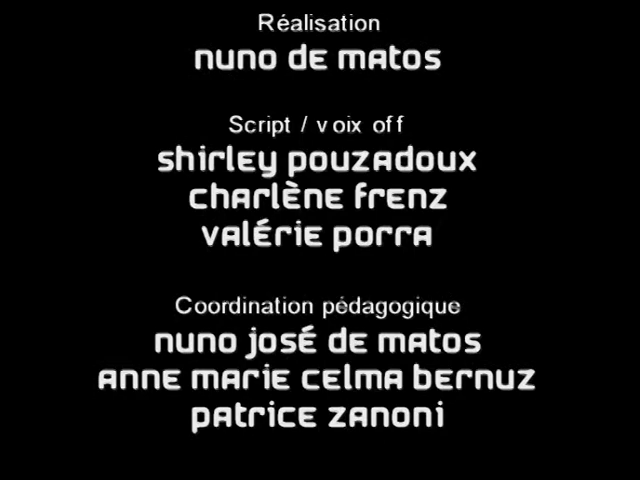 Réalisation
nuno de matos
Script / voix off
shirley pouzadoux
charlène frenz
valérie porra
Coordination pédagogique
nuno josé de matos
anne marie celma bernuz
patrice zanoni